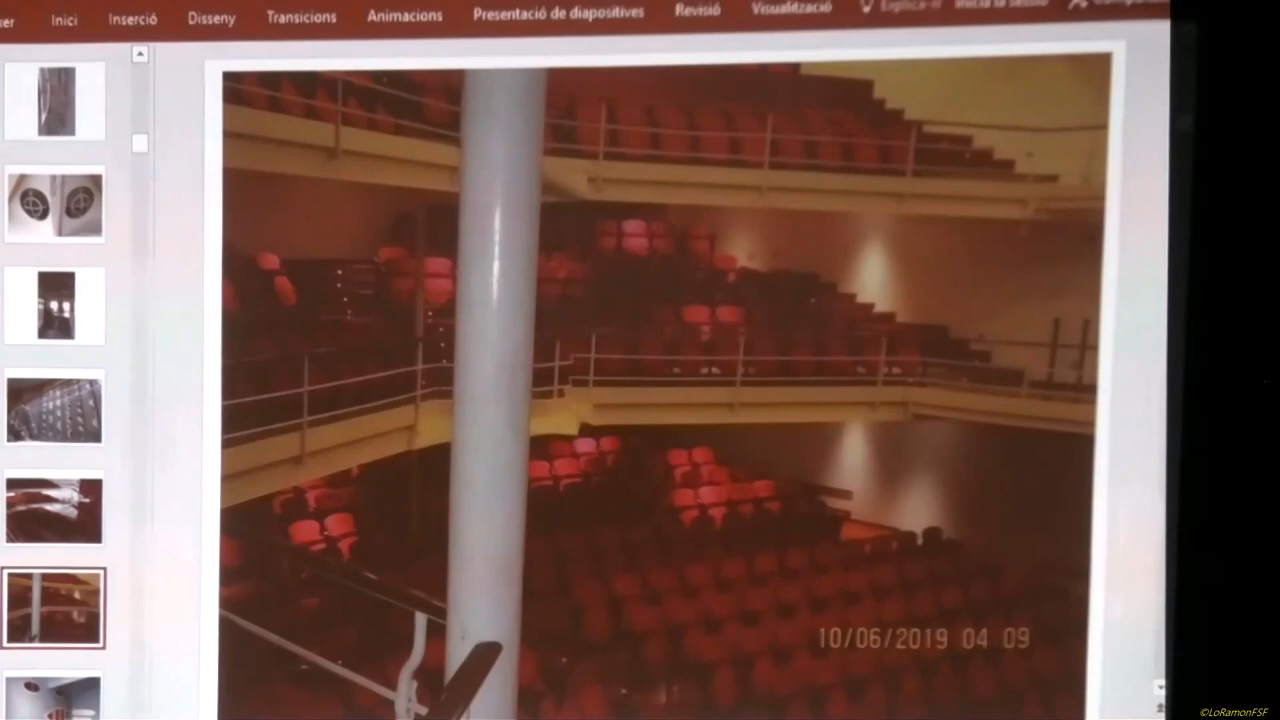 Inici Inserció Disseny Transicions Animacions Presentació de diapositives Revisió Visualització
10/06/2019 04 09
©LoRamonFSF